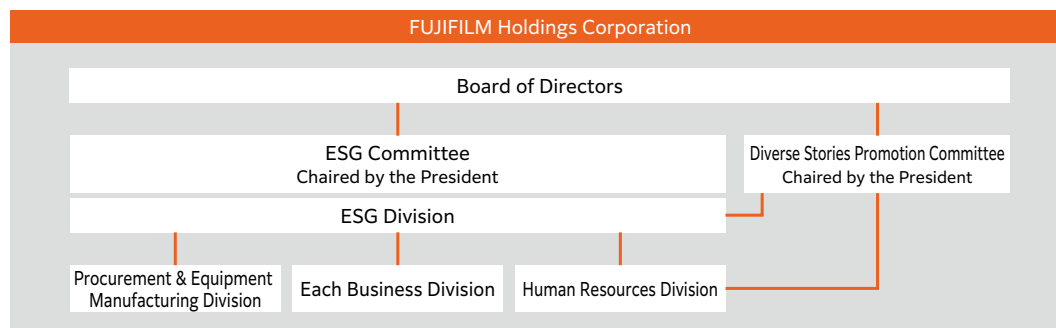 FUJIFILM Holdings Corporation
Board of Directors
ESG Committee
Chaired by the President
Diverse Stories Promotion Committee
Chaired by the President
ESG Division
Procurement & Equipment
Manufacturing Division
Each Business Division
Human Resources Division